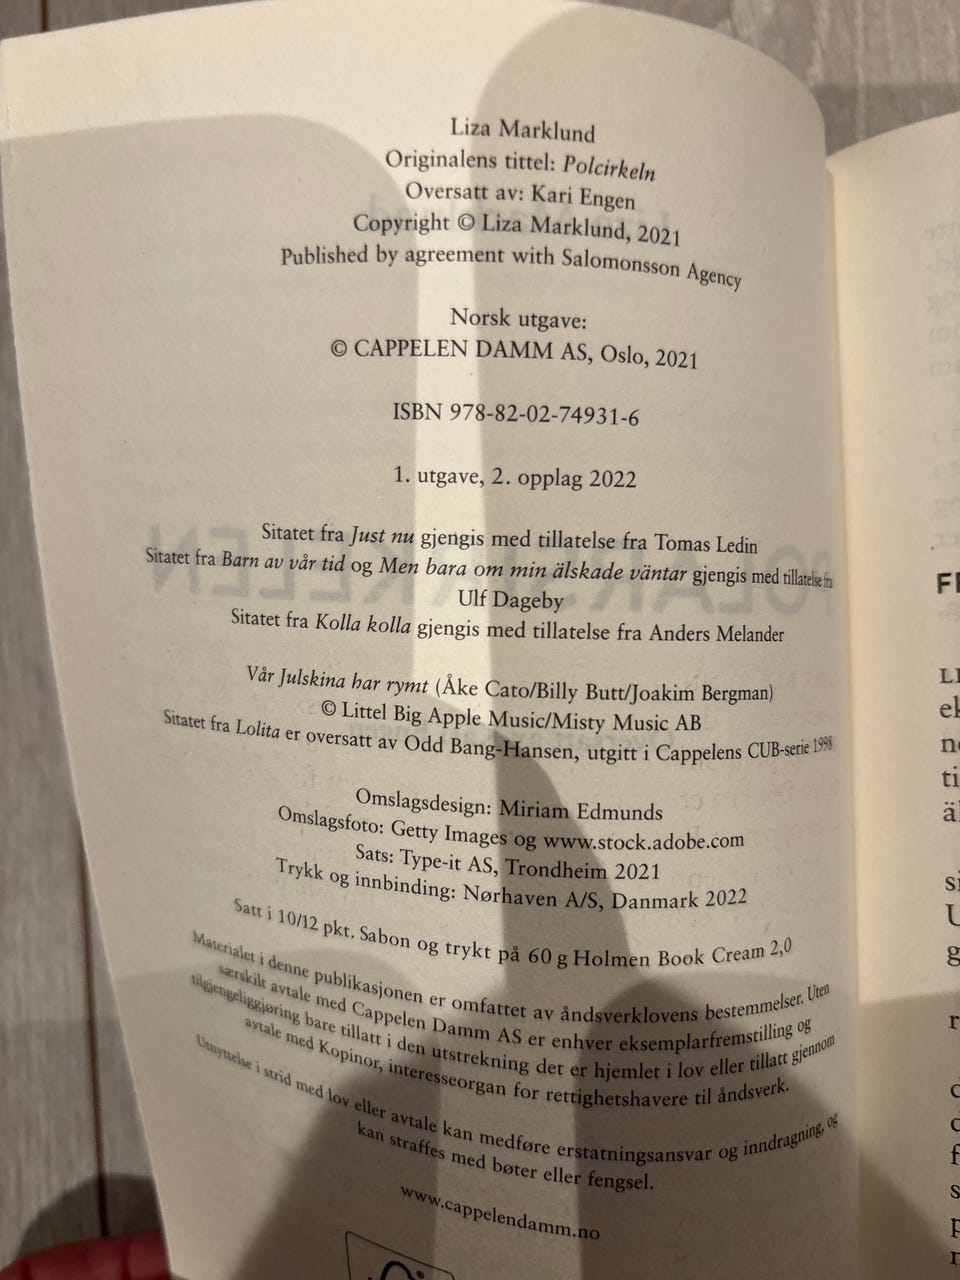 Liza Marklund
Originalens tittel: Polcirkeln
Oversatt av: Kari Engen
Copyright © Liza Marklund, 2021
Published by agreement with Salomonsson Agency
Norsk utgave:
© CAPPELEN DAMM AS, Oslo, 2021
ISBN 978-82-02-74931-6
1. utgave, 2. opplag 2022
Sitatet fra Just nu gjengis med tillatelse fra Tomas Ledin
Sitatet fra Barn av vår tid og Men bara om min älskade väntar gjengis med tillatelse fra
Ulf Dageby
Sitatet fra Kolla kolla gjengis med tillatelse fra Anders Melander
Vår Julskina har rymt (Åke Cato/Billy Butt/Joakim Bergman)
© Littel Big Apple Music/Misty Music AB
Sitatet fra Lolita er oversatt av Odd Bang-Hansen, utgitt i Cappelens CUB-serie 1998
Omslagsdesign: Miriam Edmunds
Omslagsfoto: Getty Images og www.stock.adobe.com
Sats: Type-it AS, Trondheim 2021
Trykk og innbinding: Nørhaven A/S, Danmark 2022
Satt i 10/12 pkt. Sabon og trykt på 60 g Holmen Book Cream 2,0
Materialet i denne publikasjonen er omfattet av åndsverklovens bestemmelser. Uten
særskilt avtale med Cappelen Damm AS er enhver eksemplarfremstilling og
tilgjengeliggjøring bare tillatt i den utstrekning det er hjemlet i lov eller tillatt gjennom
avtale med Kopinor, interesseorgan for rettighetshavere til åndsverk.
Utnyttelse i strid med lov eller avtale kan medføre erstatningsansvar og inndragning, og
kan straffes med bøter eller fengsel.
www.cappelendamm.no